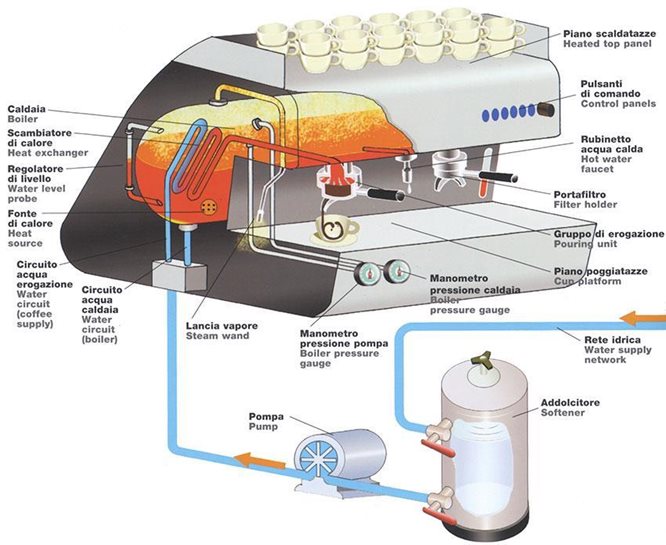 Piano scaldatazze
Heated top panel
Pulsanti
di comando
Control panels
Caldaia
Boiler
Scambiatore
di calore
Heat exchanger
Rubinetto
acqua calda
Hot water
faucet
Regolatore
di livello
Water level
probe
Portafiltro
Filter holder
Fonte
di calore
Heat
source
Gruppo di erogazione
Pouring unit
Circuito
acqua
erogazione
Water
circuit
(coffee
supply)
Circuito
acqua
caldaia
Water
circuit
(boiler)
Piano poggiatazze
Cup platform
Manometro
pressione caldaia
Boiler
pressure gauge
Lancia vapore
Steam wand
Manometro
pressione pompa
Boiler pressure
gauge
Rete idrica
Water supply
network
Addolcitore
Softener
Pompa
Pump